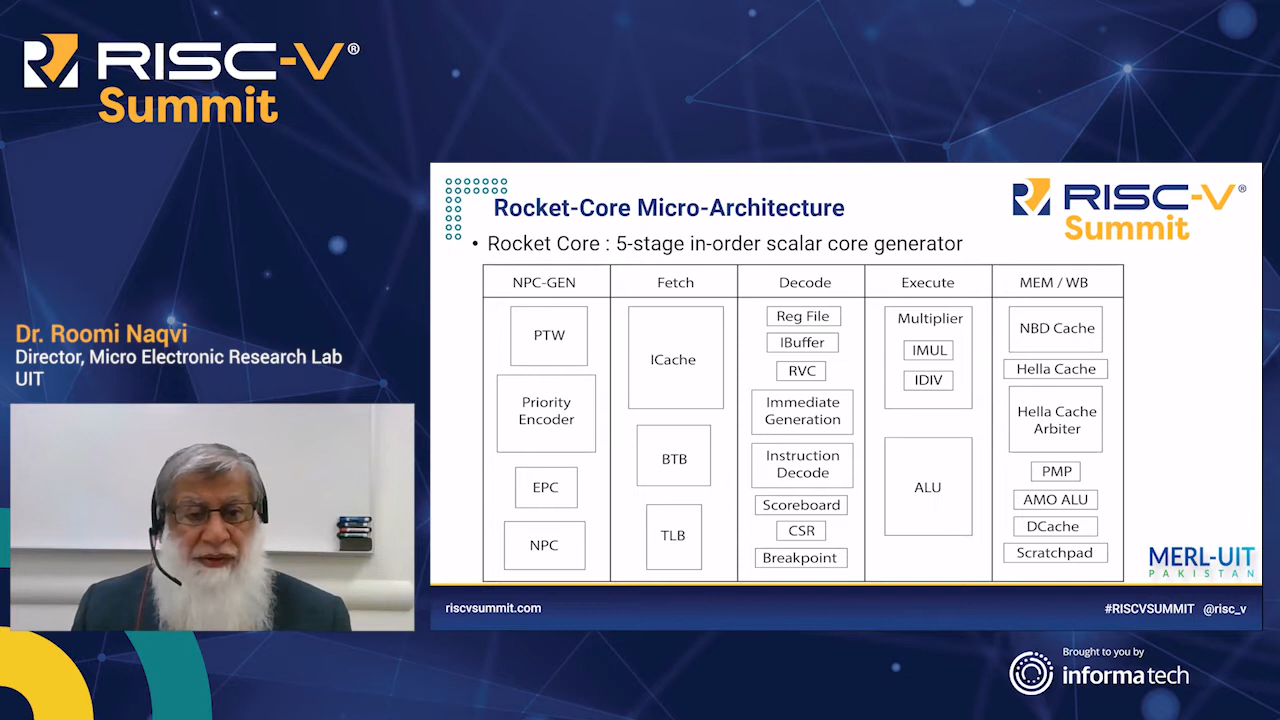 RISC-V®
Summit
Dr. Roomi Naqvi
Director, Micro Electronic Research Lab
UIT
Rocket-Core Micro-Architecture
RISC-V®
Summit
• Rocket Core : 5-stage in-order scalar core generator
NPC-GEN
Fetch
Decode
Execute
MEM / WB
PTW
Priority
Encoder
EPC
NPC
ICache
BTB
TLB
Reg File
IBuffer
RVC
Immediate
Generation
Instruction
Decode
Scoreboard
CSR
Breakpoint
Multiplier
IMUL
IDIV
ALU
NBD Cache
Hella Cache
Hella Cache
Arbiter
PMP
AMO ALU
DCache
Scratchpad
MERL-UIT
PAKISTAN
riscvsummit.com
#RISCVSUMMIT @risc_v
Brought to you by
informa tech